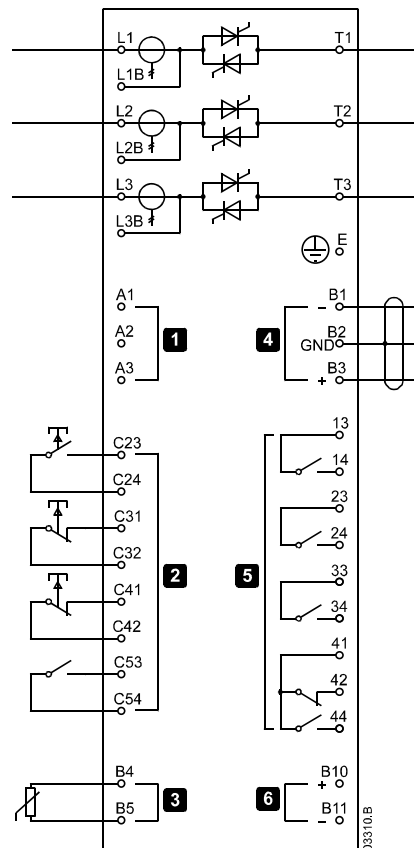 L1 T1
L1B
L2 T2
L2B
L3 T3
L3B
E
A1 B1
-
1 4
A2 GND B2
A3 + B3
C23 13
C24 14
C31 23
C32 24
2 5
C41 33
C42 34
C53 41
C54 42
44
B4 B10
+
3 6
B5 B11
-
03310.B